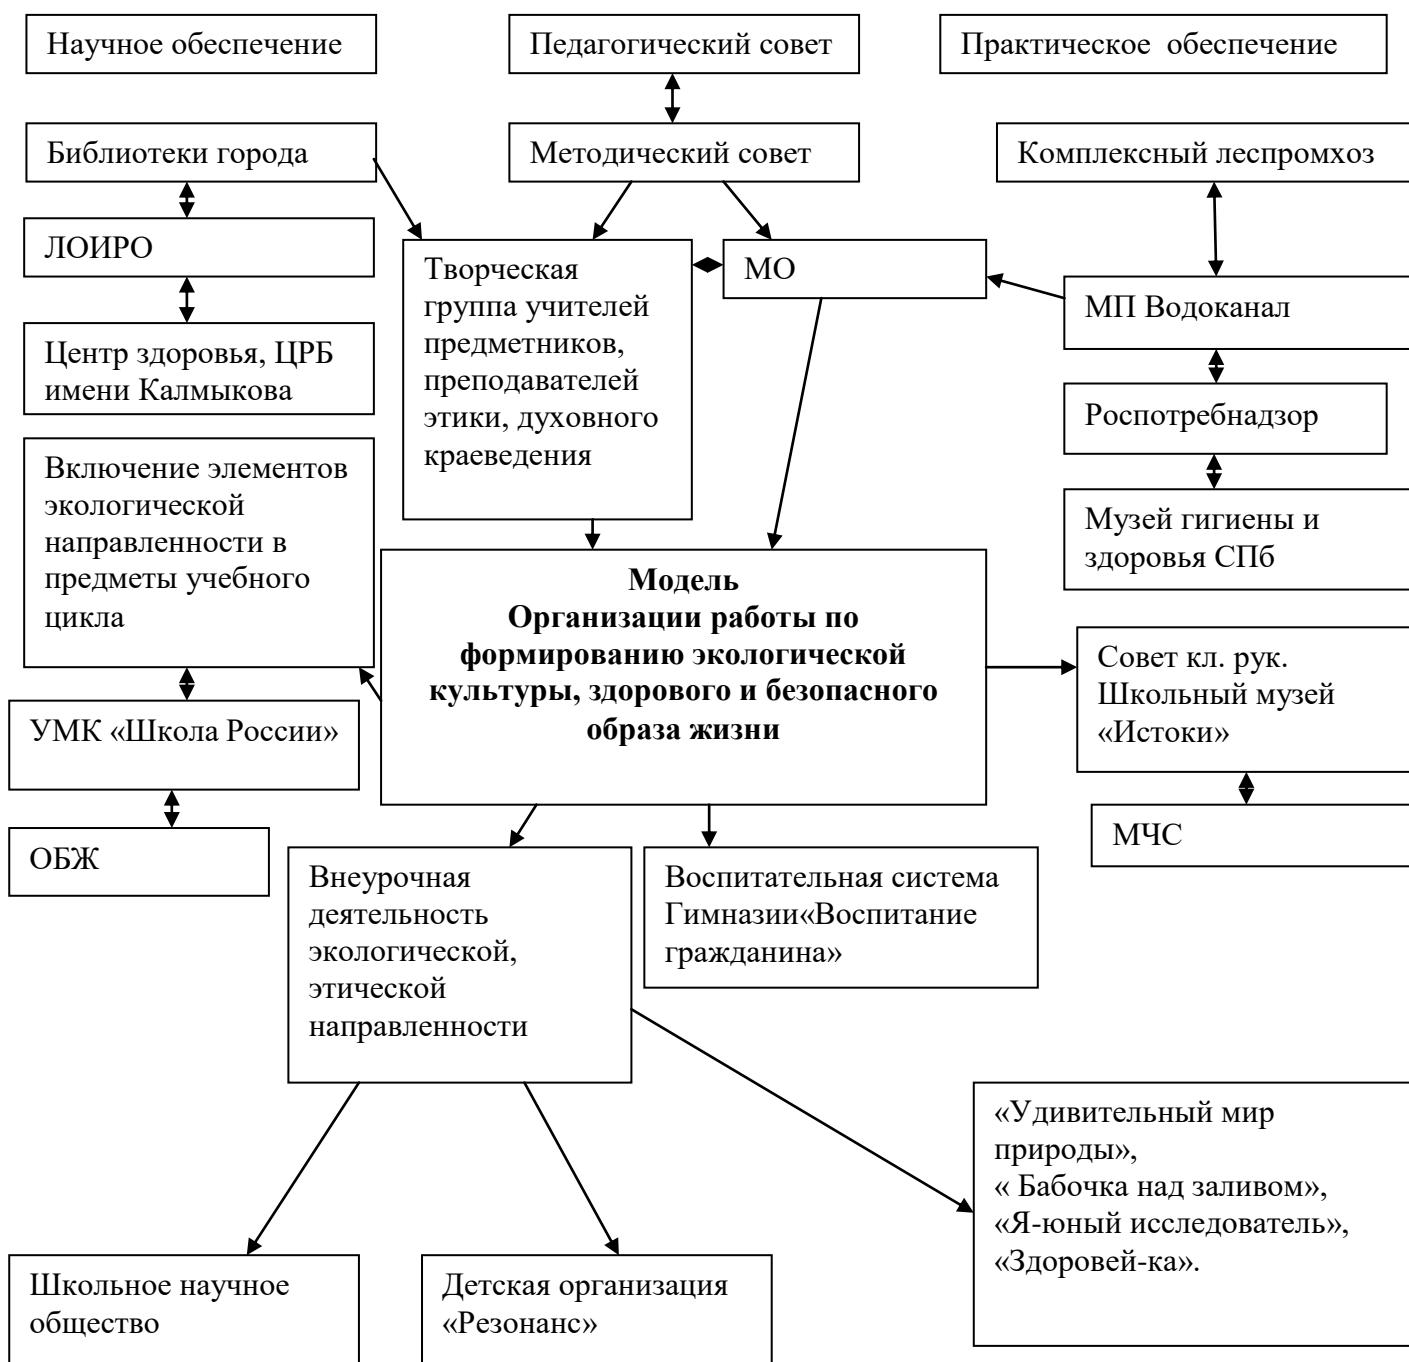 Научное обеспечение
Педагогический совет
Практическое обеспечение
Библиотеки города
Методический совет
Комплексный леспромхоз
ЛОИРО
Творческая
группа учителей
предметников,
преподавателей
этики, духовного
краеведения
МО
МП Водоканал
Центр здоровья, ЦРБ
имени Калмыкова
Роспотребнадзор
Включение элементов
экологической
направленности в
предметы учебного
цикла
Музей гигиены и
здоровья СПб
Модель
Организации работы по
формированию экологической
культуры, здорового и безопасного
образа жизни
Совет кл. рук.
Школьный музей
«Истоки»
УМК «Школа России»
МЧС
ОБЖ
Внеурочная
деятельность
экологической,
этической
направленности
Воспитательная система
Гимназии«Воспитание
гражданина»
«Удивительный мир
природы»,
« Бабочка над заливом»,
«Я-юный исследователь»,
«Здоровей-ка».
Школьное научное
общество
Детская организация
«Резонанс»